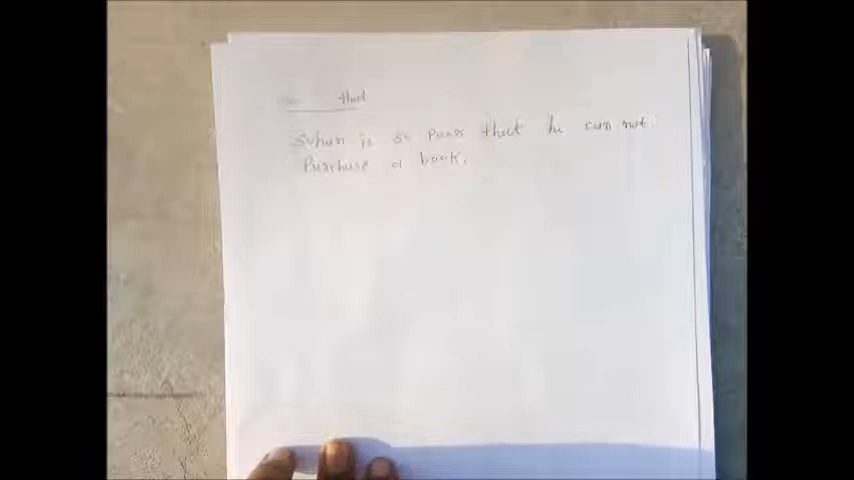 that
Sohan is so poor that he can not
Purchase a book.